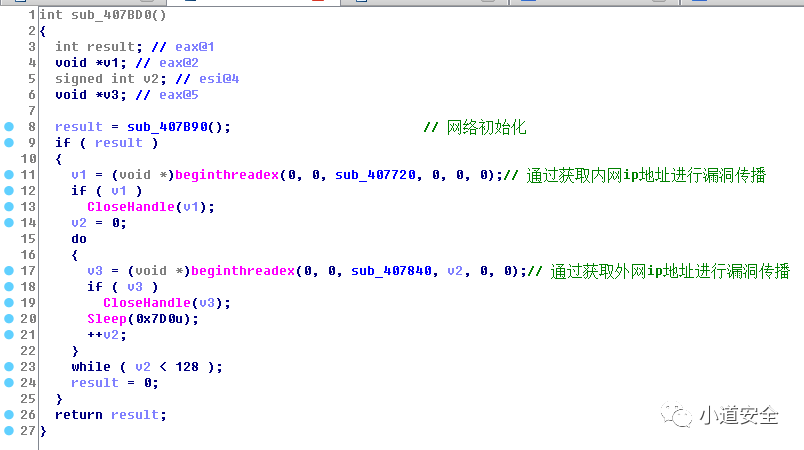 1 int sub_407BD0()
2 {
3 int result; // eax@1
4 void *v1; // eax@2
5 signed int v2; // esi@4
6 void *v3; // eax@5
7
8 result = sub_407B90(); // 网络初始化
9 if ( result )
10 {
11 v1 = (void *)beginthreadex(0, 0, sub_407720, 0, 0, 0);// 通过获取内网ip地址进行漏洞传播
12 if ( v1 )
13 CloseHandle(v1);
14 v2 = 0;
15 do
16 {
17 v3 = (void *)beginthreadex(0, 0, sub_407840, v2, 0, 0);// 通过获取外网ip地址进行漏洞传播
18 if ( v3 )
19 CloseHandle(v3);
20 Sleep(0x7D0u);
21 ++v2;
22 }
23 while ( v2 < 128 );
24 result = 0;
25 }
26 return result;
27 }
小道安全